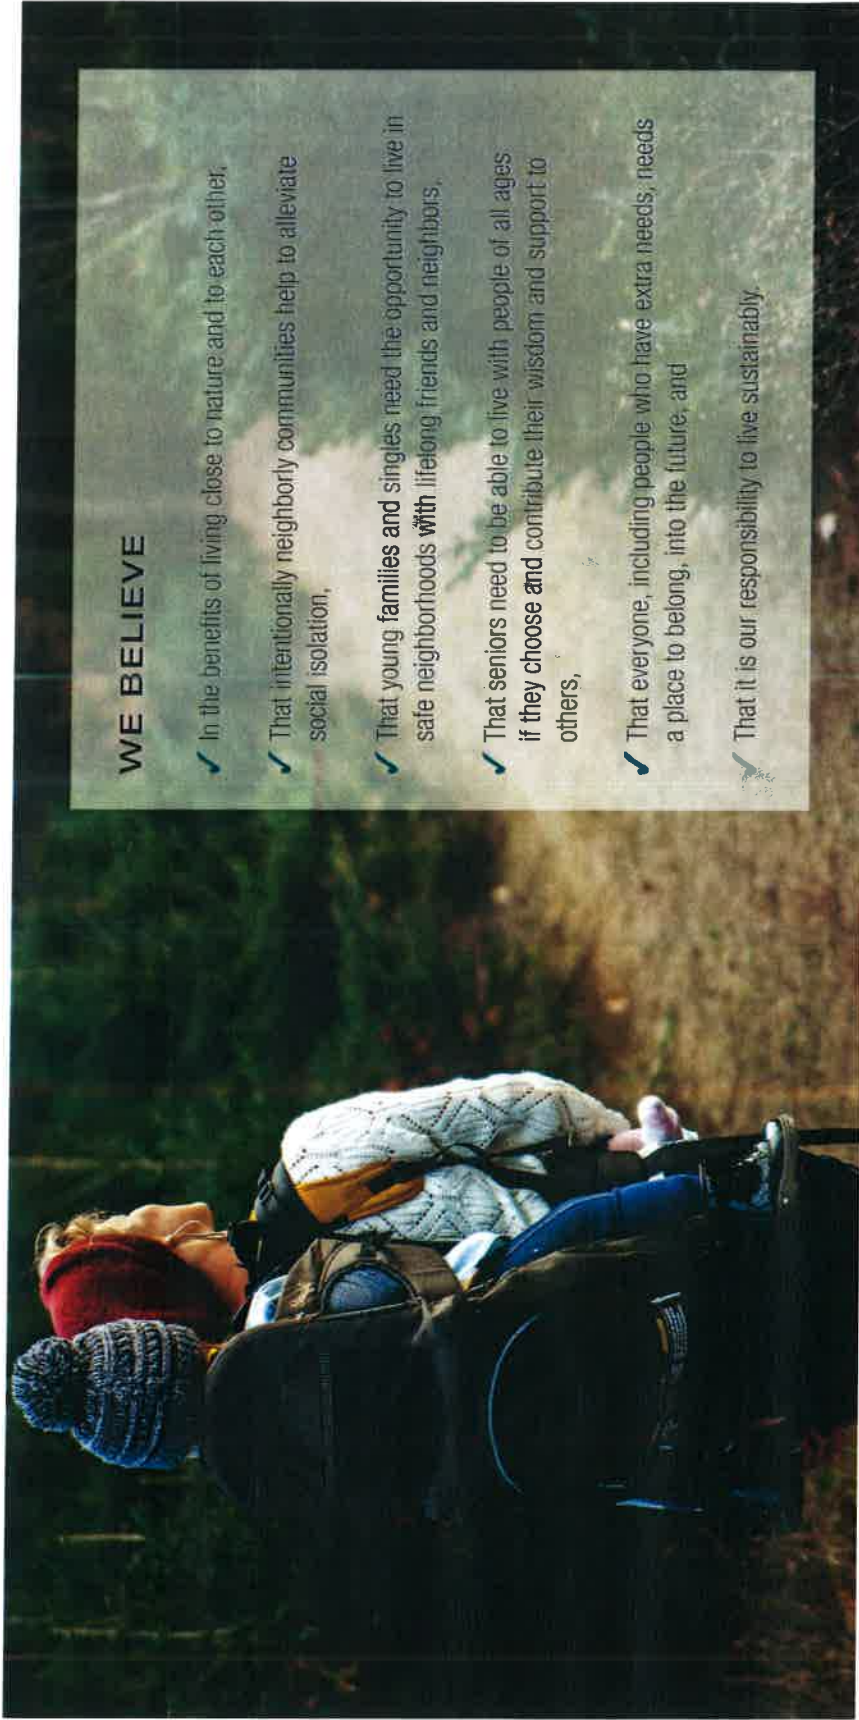 WE BELIEVE
✓ In the benefits of living close to nature and to each other,
✓ That intentionally neighborly communities help to alleviate
social isolation,
✓ That young families and singles need the opportunity to live in
safe neighborhoods with lifelong friends and neighbors,
✓ That seniors need to be able to live with people of all ages
if they choose and contribute their wisdom and support to
others,
✓ That everyone, including people who have extra needs, needs
a place to belong, into the future, and
✓ That it is our responsibility to live sustainably.